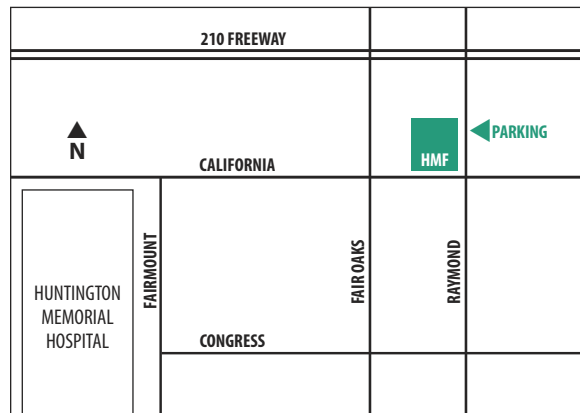 210 FREEWAY
PARKING
N
HMF
CALIFORNIA
FAIRMOUNT
FAIR OAKS
RAYMOND
HUNTINGTON
MEMORIAL
HOSPITAL
CONGRESS